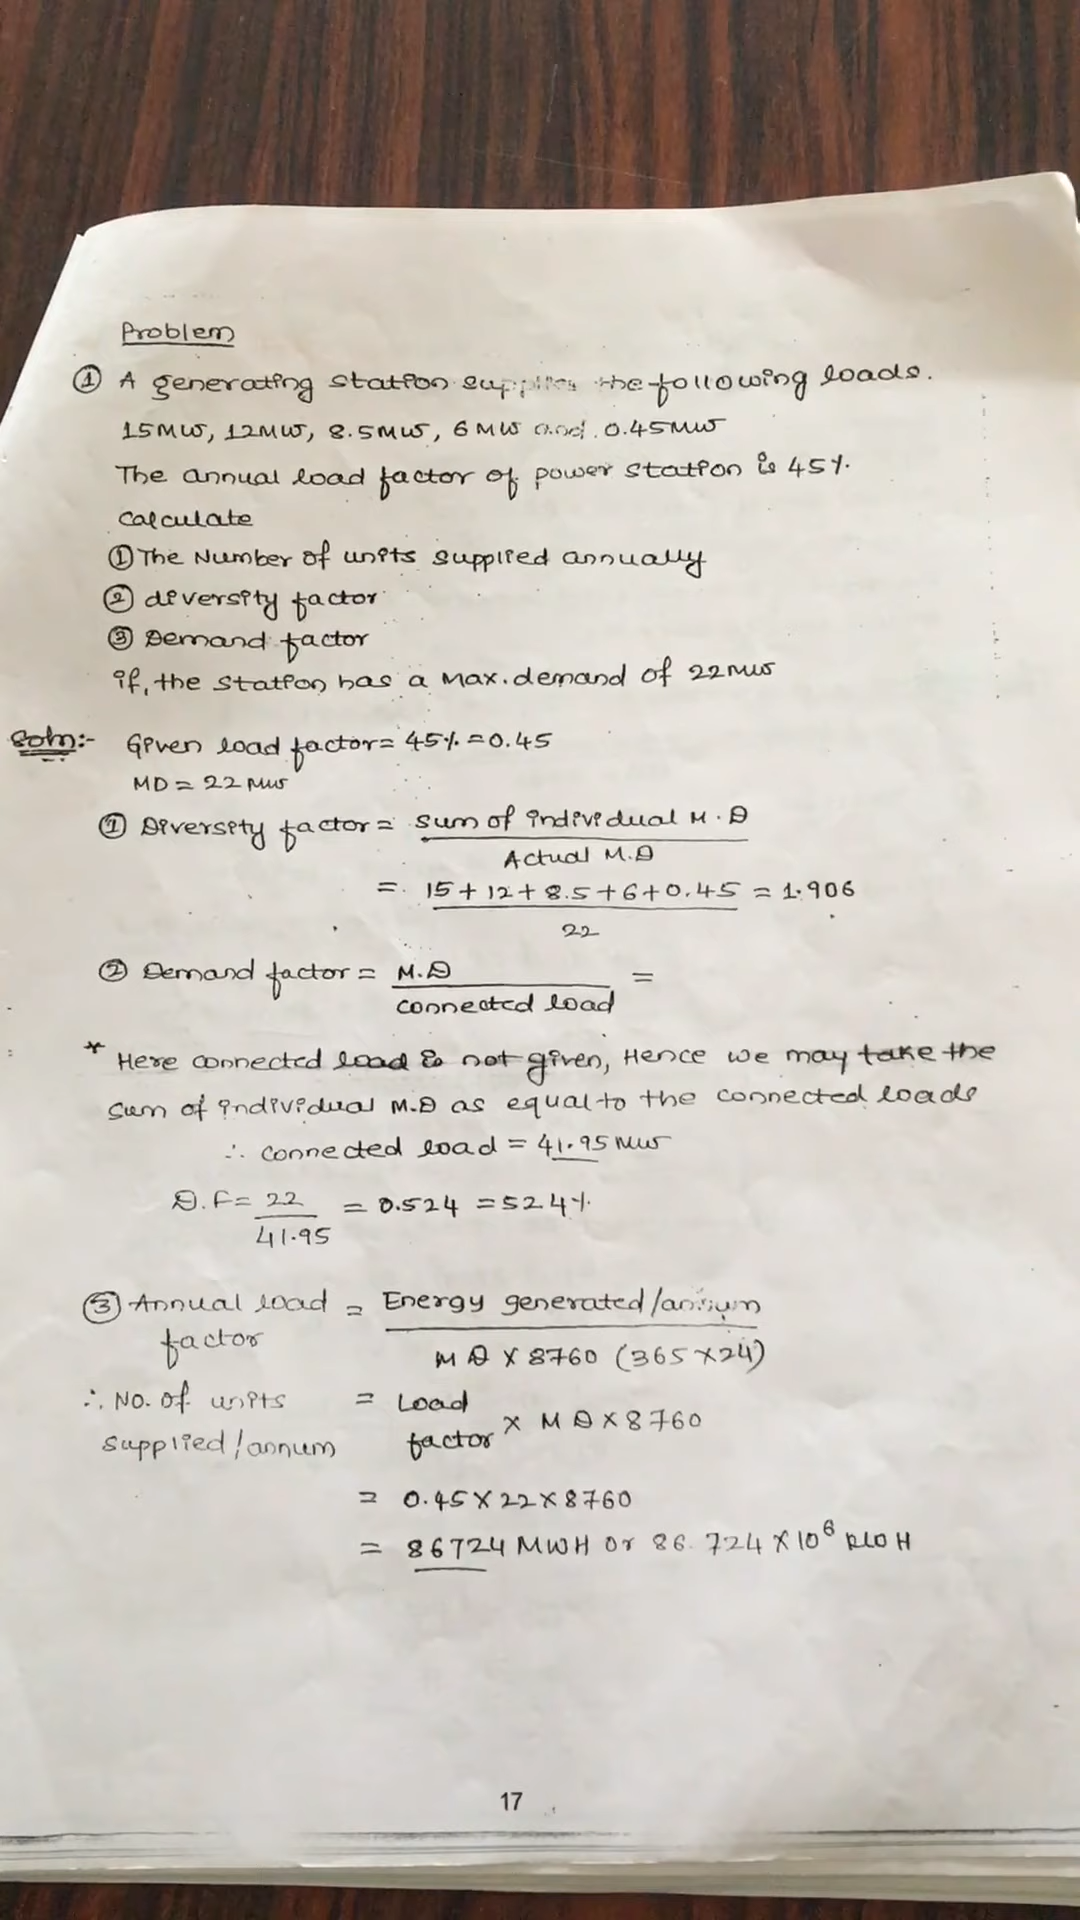 Problem
① A generating station supplies the following loads.
15MW, 12MW, 8.5MW, 6MW and 0.45MW
The annual load factor of power station is 45%.
calculate
① The Number of units supplied annually
② diversity factor
③ Demand factor
if, the station has a max. demand of 22MW
Soln:- Given load factor = 45% = 0.45
MD = 22 MW
① Diversity factor = sum of individual M.D
Actual M.D
= 15 + 12 + 8.5 + 6 + 0.45 = 1.906
22
② Demand factor = M.D =
connected load
* Here connected load is not given, Hence we may take the
sum of individual M.D as equal to the connected loads
∴ connected load = 41.95 MW
D.F = 22 = 0.524 = 52.4%
41.95
③ Annual load = Energy generated/annum
factor
MD X 8760 (365 X 24)
∴ No. of units = Load
supplied/annum factor X MD X 8760
= 0.45 X 22 X 8760
= 86724 MWH or 86.724 X 10⁶ KWH
17